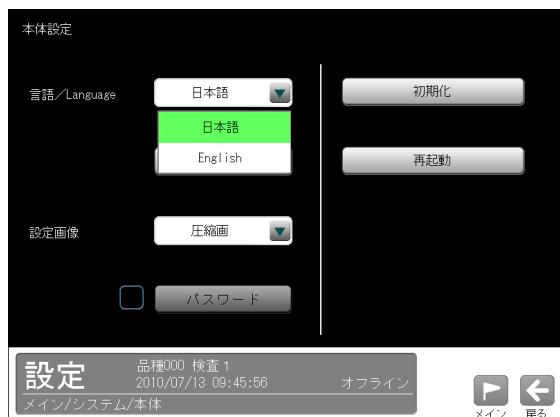 本体設定
言語／Language
日本語
日本語
English
設定画像
圧縮画
パスワード
初期化
再起動
設定
品種000 検査1
2010/07/13 09:45:56
オフライン
メイン/システム/本体
メイン
戻る